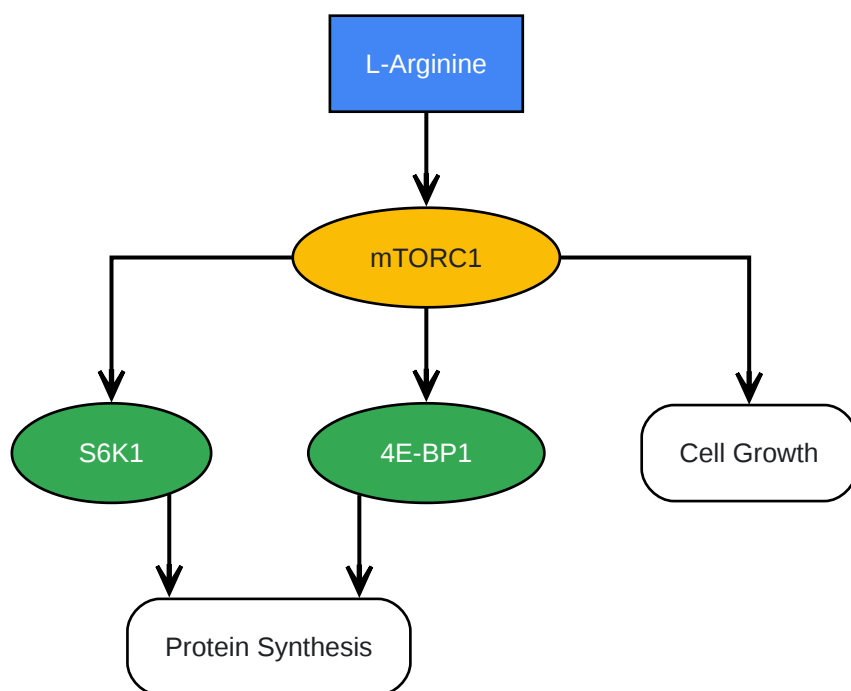 L-Arginine
mTORC1
S6K1
4E-BP1
Cell Growth
Protein Synthesis